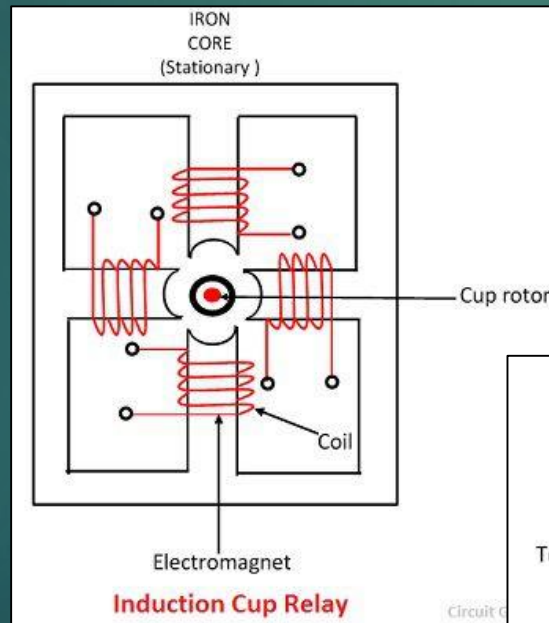 IRON
CORE
(Stationary )
Cup rotor
Coil
Electromagnet
Induction Cup Relay
Circuit